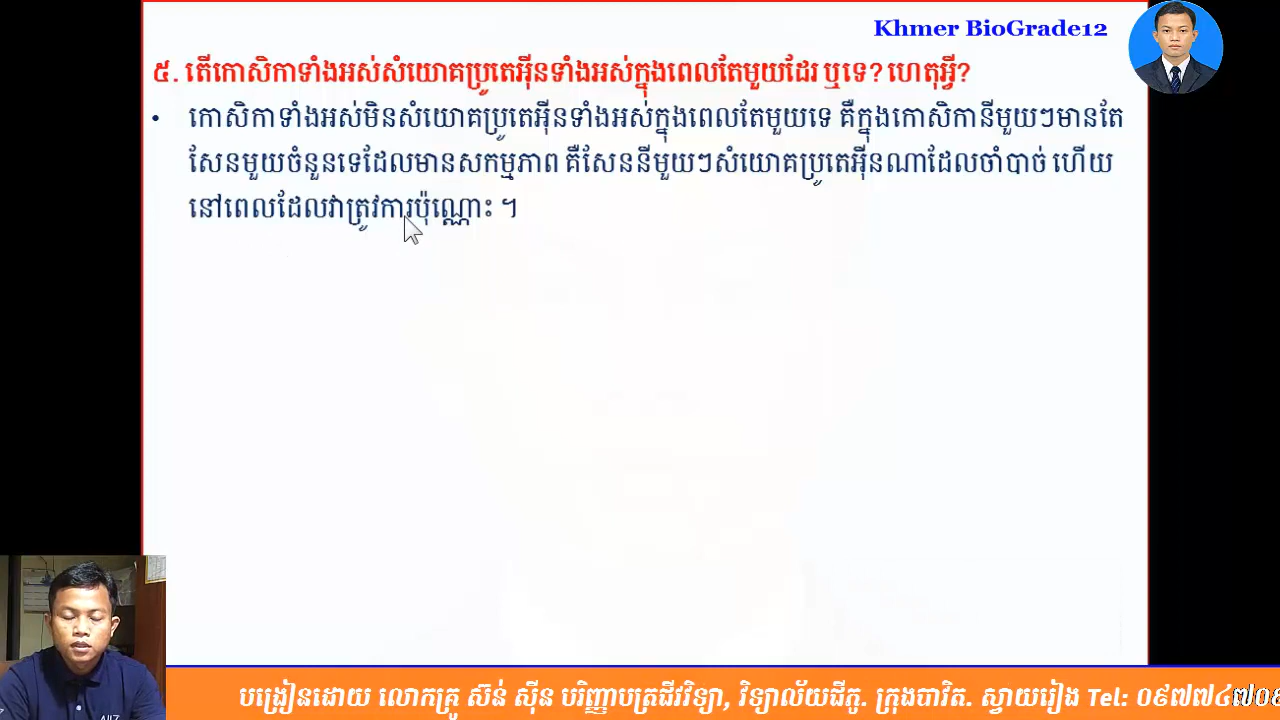 Khmer BioGrade12
៥. តើកោសិកាទាំងអស់សំយោគប្រូតេអ៊ីនទាំងអស់ក្នុងពេលតែមួយដែរ ឬទេ? ហេតុអ្វី?
• កោសិកាទាំងអស់មិនសំយោគប្រូតេអ៊ីនទាំងអស់ក្នុងពេលតែមួយទេ គឺក្នុងកោសិកានីមួយៗមានតែ
សែនមួយចំនួនទេដែលមានសកម្មភាព គឺសែននីមួយៗសំយោគប្រូតេអ៊ីនណាដែលចាំបាច់ ហើយ
នៅពេលដែលវាត្រូវការប៉ុណ្ណោះ ។
បង្រៀនដោយ លោកគ្រូ ស៊ន់ ស៊ីន បរិញ្ញាបត្រជីវវិទ្យា, វិទ្យាល័យជីភូ. ក្រុងបាវិត. ស្វាយរៀង Tel: